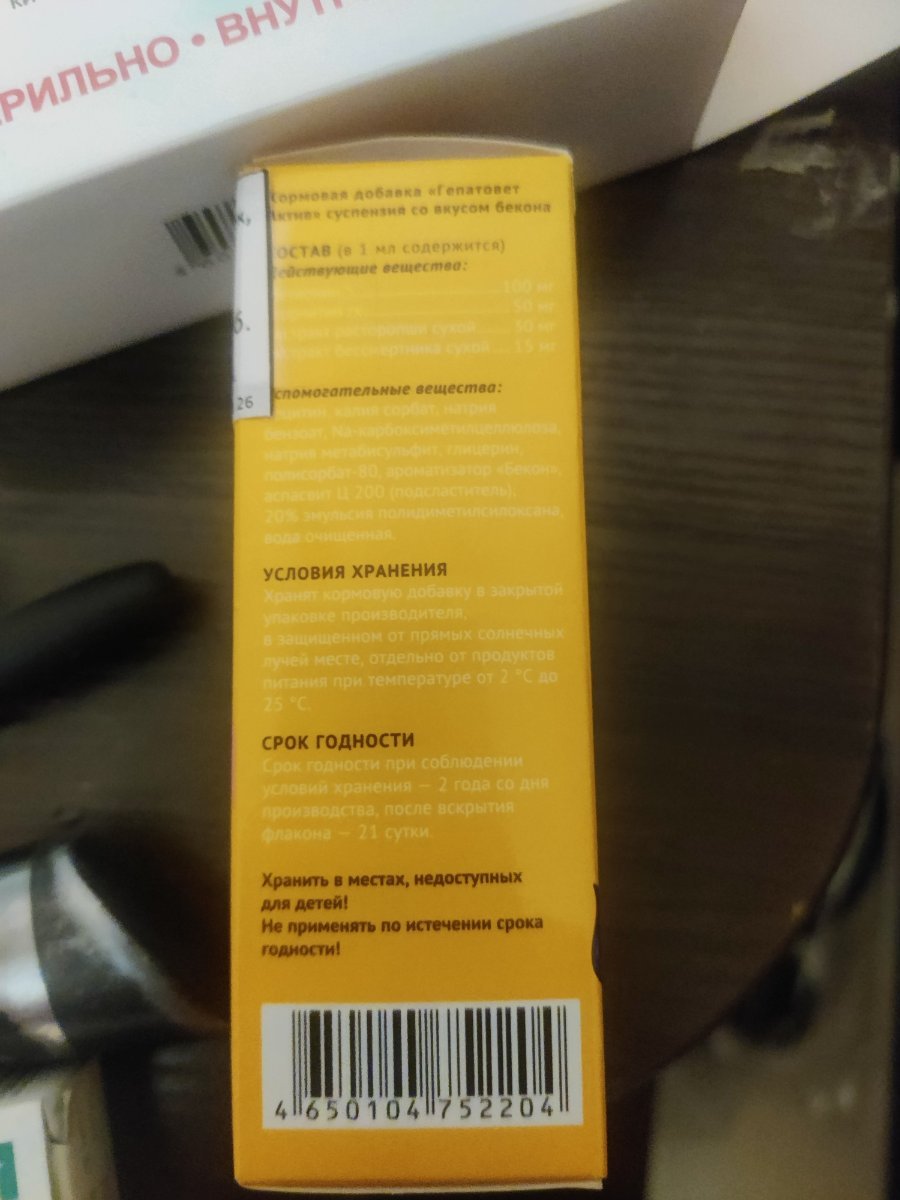 РИЛЬНО • ВНУТР
Кормовая добавка «Гепатовет
Актив» суспензия со вкусом бекона
СОСТАВ (в 1 мл содержится)
Действующие вещества:
100 мг
50 мг
расторопши сухой 50 мг
экстракт бессмертника сухой ... 15 мг
б.
26
Вспомогательные вещества:
лецитин, калия сорбат, натрия
бензоат, Na-карбоксиметилцеллюлоза,
натрия метабисульфит, глицерин,
полисорбат-80, ароматизатор «Бекон»,
аспасвит Ц 200 (подсластитель),
20% эмульсия полидиметилсилоксана,
вода очищенная.
УСЛОВИЯ ХРАНЕНИЯ
Хранят кормовую добавку в закрытой
упаковке производителя,
в защищенном от прямых солнечных
лучей месте, отдельно от продуктов
питания при температуре от 2 °С до
25 °С.
СРОК ГОДНОСТИ
Срок годности при соблюдении
условий хранения — 2 года со дня
производства, после вскрытия
флакона — 21 сутки.
Хранить в местах, недоступных
для детей!
Не применять по истечении срока
годности!
4 650104 752204